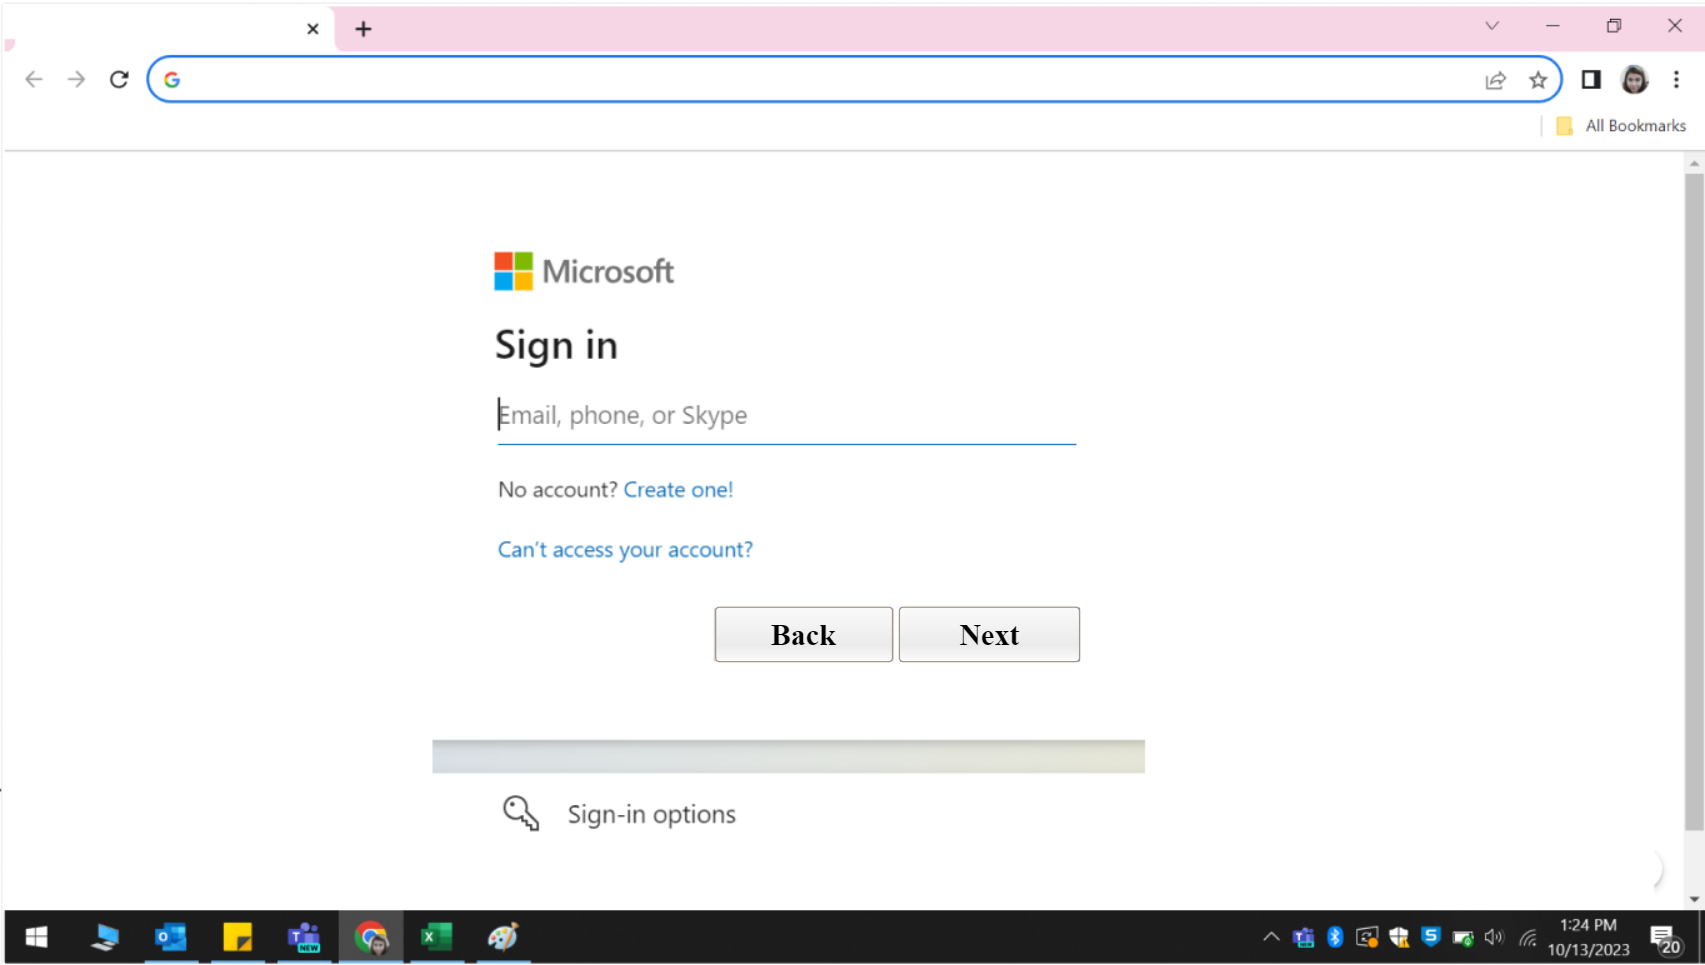 All Bookmarks
Microsoft
Sign in
Email, phone, or Skype
No account? Create one!
Can't access your account?
Back Next
Sign-in options
NEW
1:24 PM
10/13/2023
20